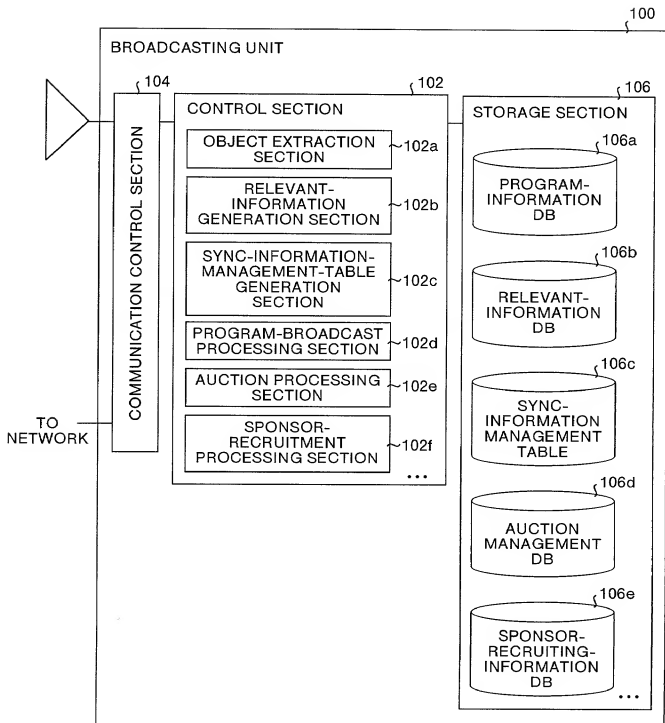 100
BROADCASTING UNIT
104
COMMUNICATION CONTROL SECTION
TO
NETWORK
102
CONTROL SECTION
OBJECT EXTRACTION
SECTION
102a
RELEVANT-
INFORMATION
GENERATION SECTION
102b
SYNC-INFORMATION-
MANAGEMENT-TABLE
GENERATION
SECTION
102c
PROGRAM-BROADCAST
PROCESSING SECTION
102d
AUCTION PROCESSING
SECTION
102e
SPONSOR-
RECRUITMENT
PROCESSING SECTION
102f
...
106
STORAGE SECTION
106a
PROGRAM-
INFORMATION
DB
106b
RELEVANT-
INFORMATION
DB
106c
SYNC-
INFORMATION
MANAGEMENT
TABLE
106d
AUCTION
MANAGEMENT
DB
106e
SPONSOR-
RECRUITING-
INFORMATION
DB
...